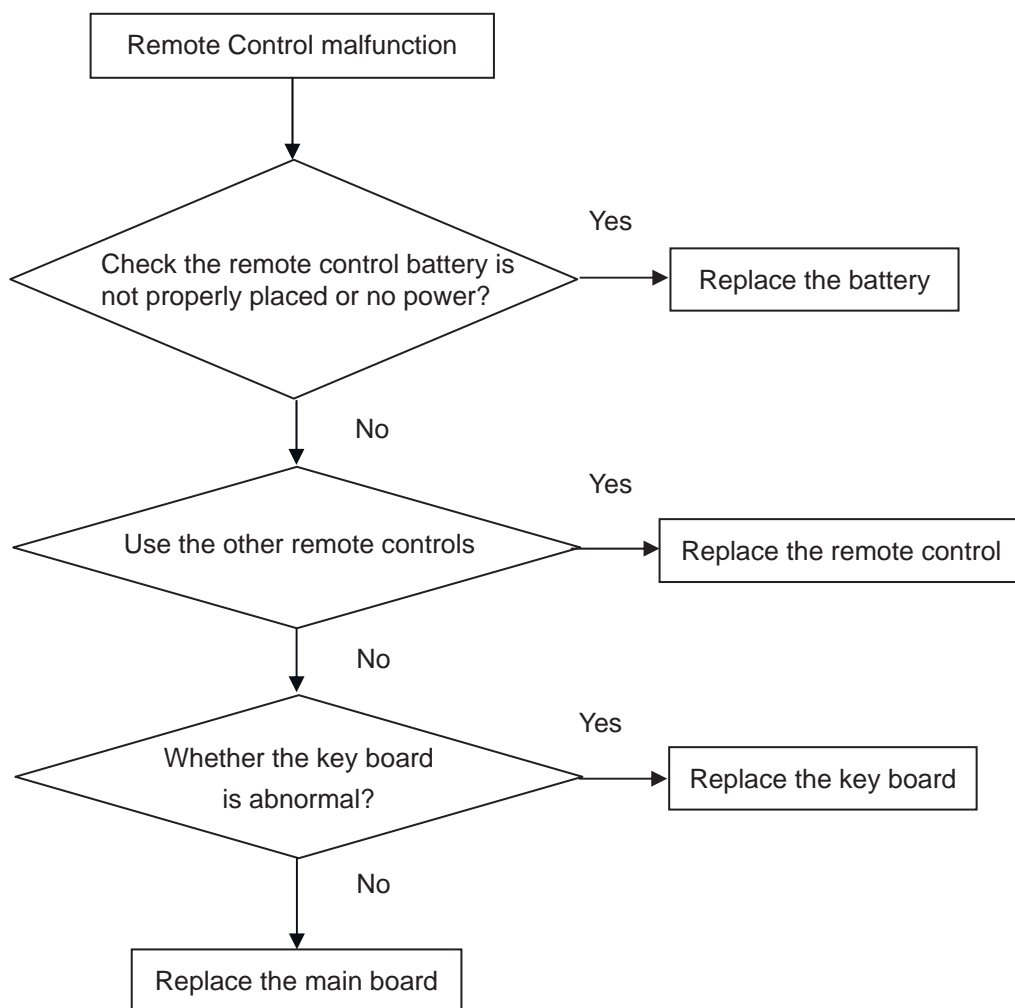 Remote Control malfunction
Yes
Check the remote control battery is
not properly placed or no power?
Replace the battery
No
Yes
Use the other remote controls
Replace the remote control
No
Yes
Whether the key board
is abnormal?
Replace the key board
No
Replace the main board